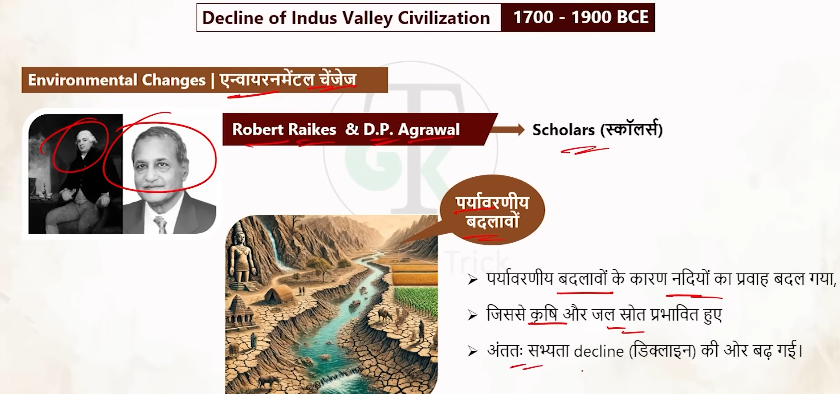 Decline of Indus Valley Civilization 1700 - 1900 BCE
Environmental Changes | एन्वायरनमेंटल चेंजेज
Robert Raikes & D.P. Agrawal
Scholars (स्कॉलर्स)
पर्यावरणीय
बदलावों
Trick
पर्यावरणीय बदलावों के कारण नदियों का प्रवाह बदल गया,
जिससे कृषि और जल स्रोत प्रभावित हुए
अंततः सभ्यता decline (डिक्लाइन) की ओर बढ़ गई।